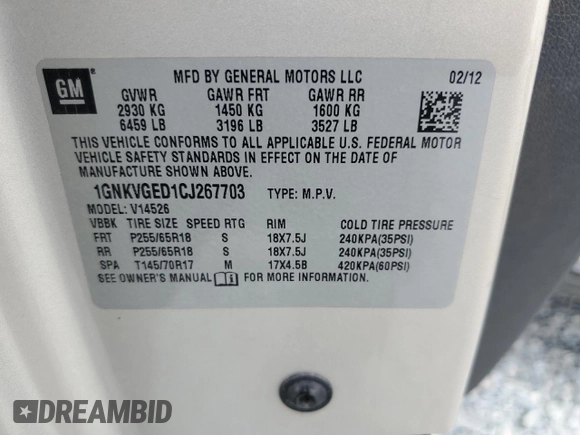 GM
MFD BY GENERAL MOTORS LLC 02/12
GVWR GAWR FRT GAWR RR
2930 KG 1450 KG 1600 KG
6459 LB 3196 LB 3527 LB
THIS VEHICLE CONFORMS TO ALL APPLICABLE U.S. FEDERAL MOTOR
VEHICLE SAFETY STANDARDS IN EFFECT ON THE DATE OF
MANUFACTURE SHOWN ABOVE.
1GNKVGED1CJ267703 TYPE: M.P.V.
MODEL: V14526
VBBK TIRE SIZE SPEED RTG RIM COLD TIRE PRESSURE
FRT P255/65R18 S 18X7.5J 240KPA(35PSI)
RR P255/65R18 S 18X7.5J 240KPA(35PSI)
SPA T145/70R17 M 17X4.5B 420KPA(60PSI)
SEE OWNER'S MANUAL FOR MORE INFORMATION.
DREAMBID